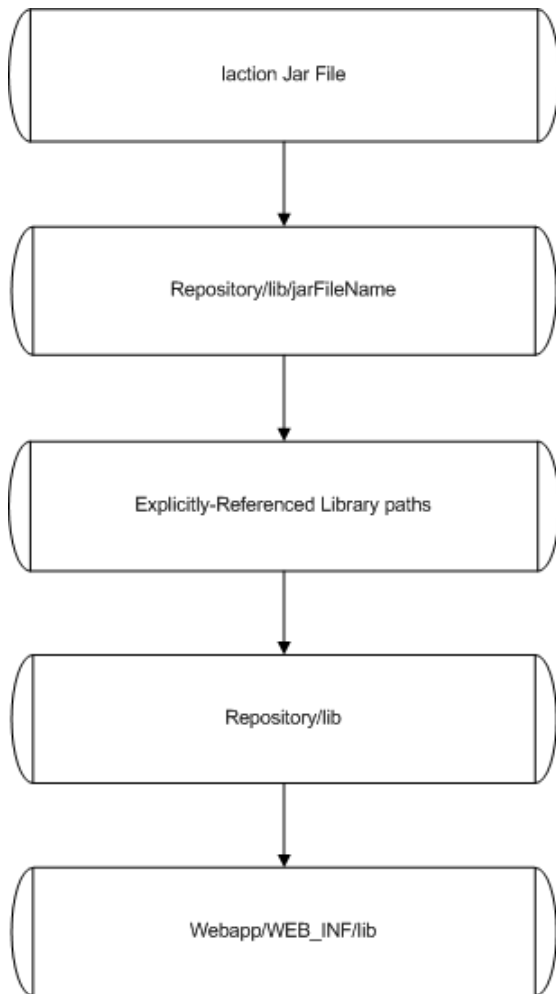 Iaction Jar File
Repository/lib/jarFileName
Explicitly-Referenced Library paths
Repository/lib
Webapp/WEB_INF/lib